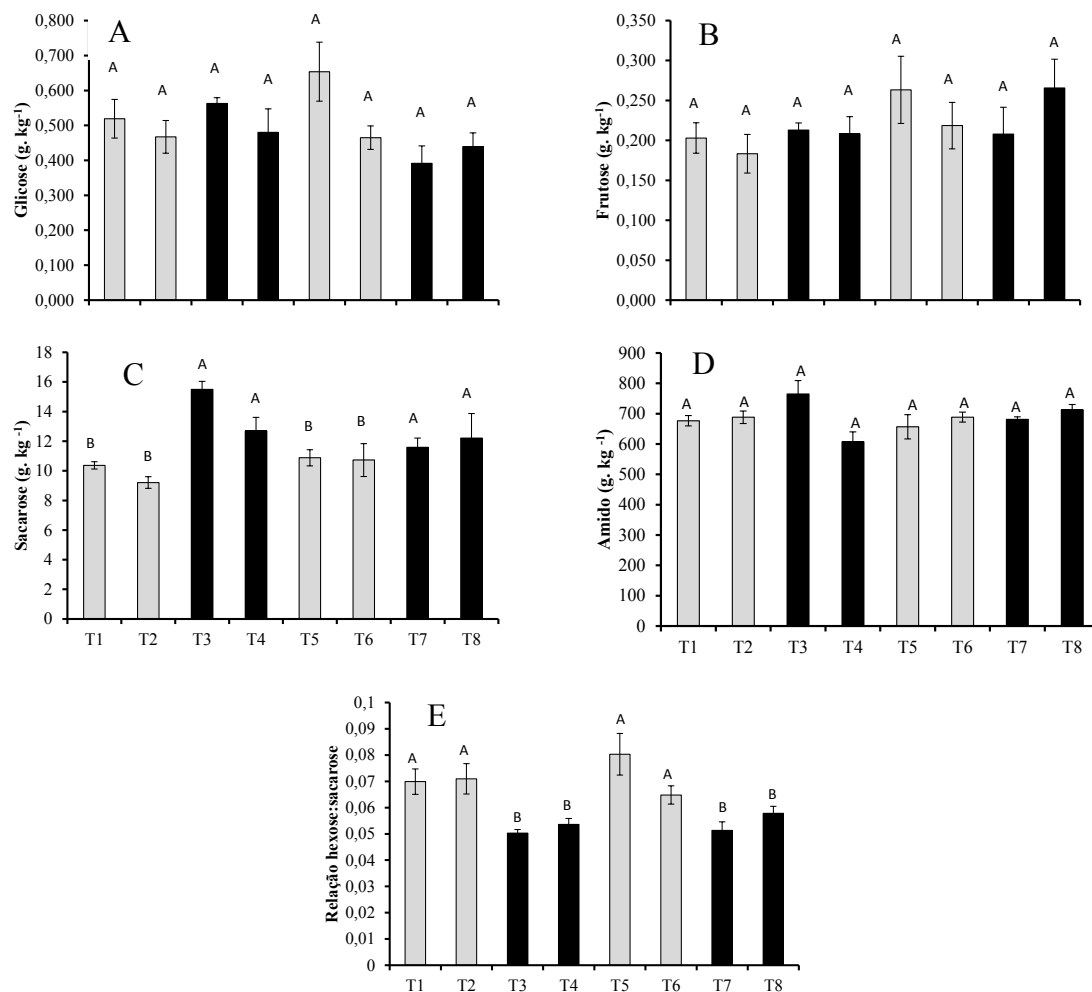 A
Glicose (g. kg-1)
0,800
0,700
0,600
0,500
0,400
0,300
0,200
0,100
0,000
A A A A A A A A
B
Frutose (g. kg-1)
0,350
0,300
0,250
0,200
0,150
0,100
0,050
0,000
A A A A A A A A
C
Sacarose (g. kg -1)
18
16
14
12
10
8
6
4
2
0
B B A A B B A A
T1 T2 T3 T4 T5 T6 T7 T8
D
Amido (g. kg -1)
900
800
700
600
500
400
300
200
100
0
A A A A A A A A
T1 T2 T3 T4 T5 T6 T7 T8
E
Relação hexose:sacarose
0,1
0,09
0,08
0,07
0,06
0,05
0,04
0,03
0,02
0,01
0
A A B B A A B B
T1 T2 T3 T4 T5 T6 T7 T8